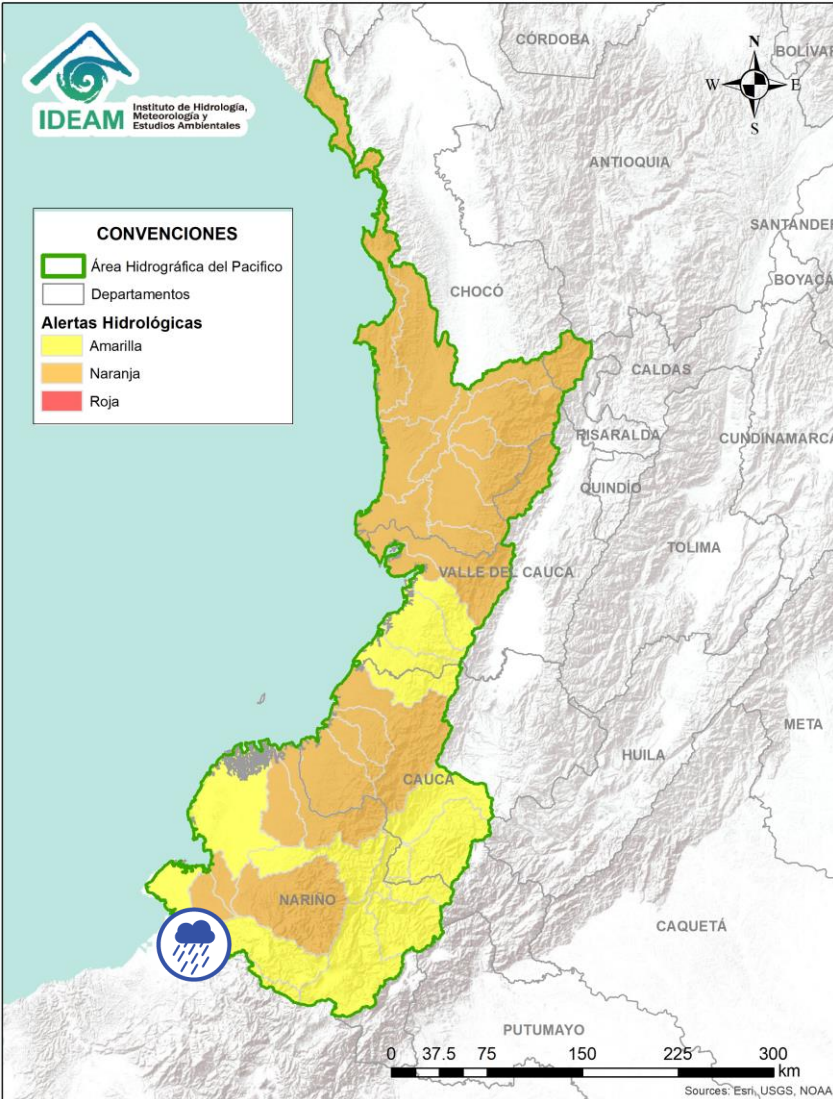 IDEAM
Instituto de Hidrología,
Meteorología y
Estudios Ambientales
N
W
E
S
CONVENCIONES
Área Hidrográfica del Pacifico
Departamentos
Alertas Hidrológicas
Amarilla
Naranja
Roja
CÓRDOBA
BOLÍVAR
ANTIOQUIA
SANTANDER
BOYACÁ
CHOCÓ
CALDAS
RISARALDA
CUNDINAMARCA
QUINDÍO
TOLIMA
VALLE DEL CAUCA
META
HUILA
CAUCA
NARIÑO
CAQUETÁ
PUTUMAYO
0 37.5 75 150 225 300
km
Sources: Esri, USGS, NOAA